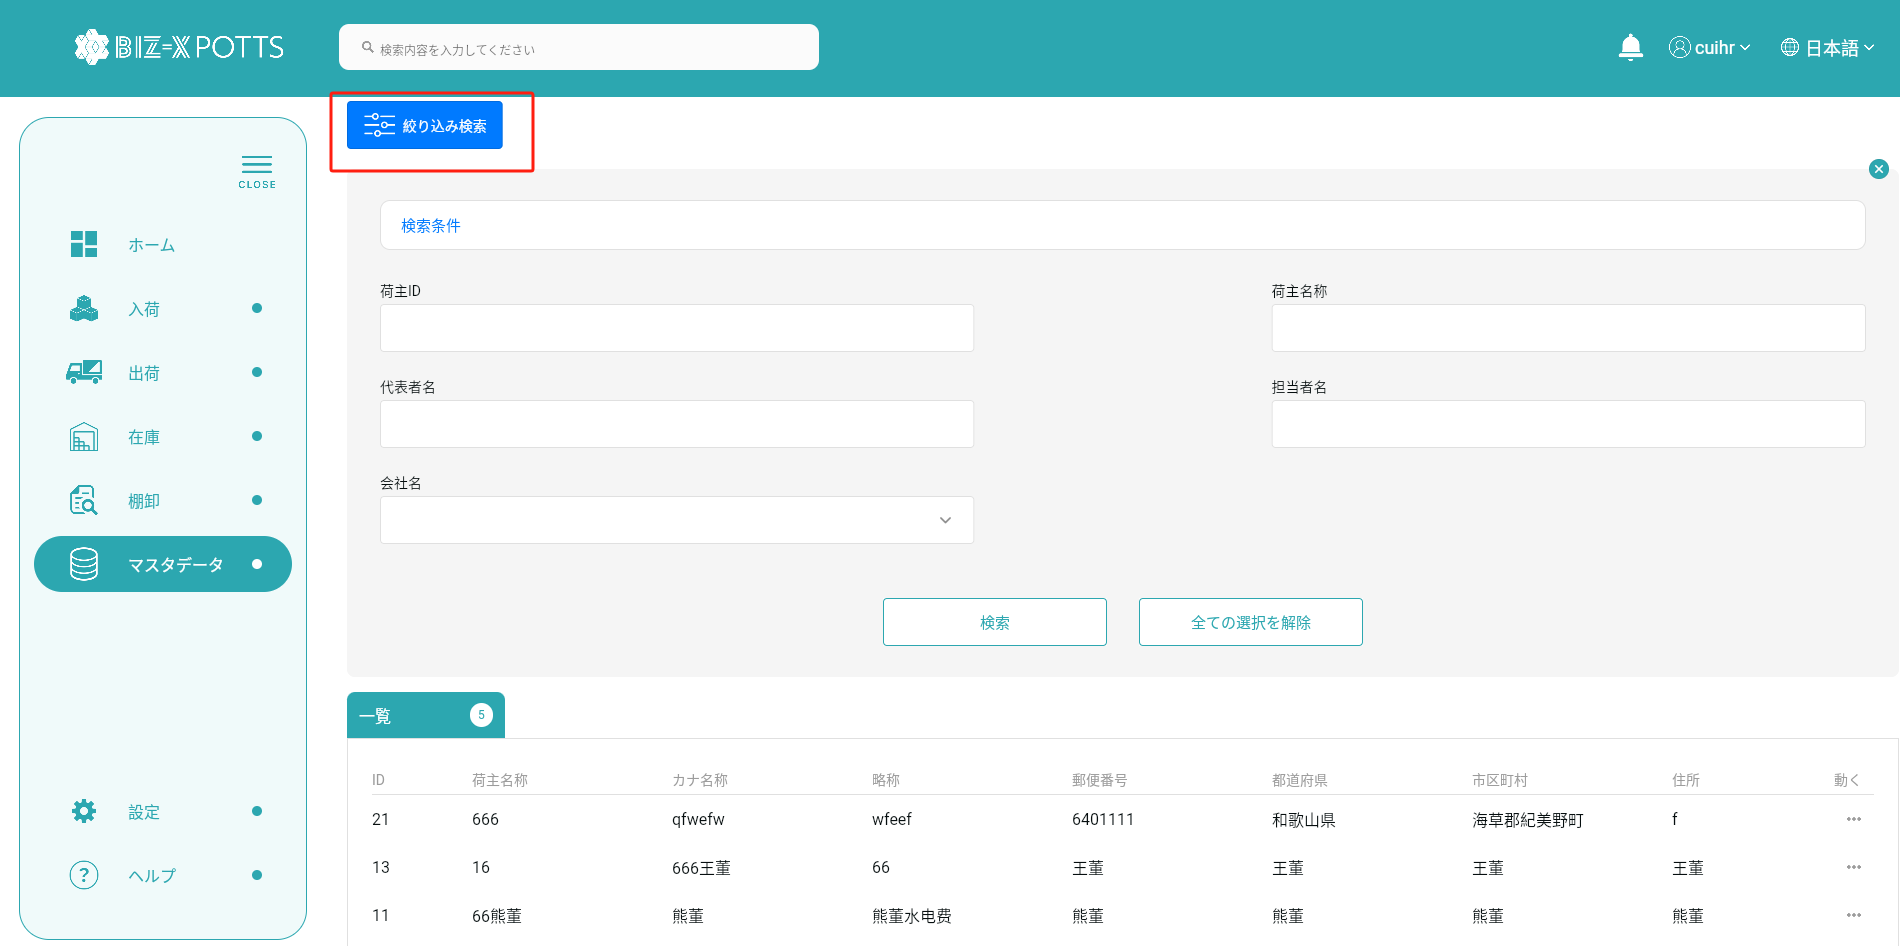 BIZ=X POTTS
検索内容を入力してください
cuihr
日本語
絞り込み検索
CLOSE
ホーム
入荷
出荷
在庫
棚卸
マスタデータ
設定
?
ヘルプ
検索条件
荷主ID
荷主名称
代表者名
担当者名
会社名
検索
全ての選択を解除
一覧 5
ID 荷主名称 カナ名称 略称 郵便番号 都道府県 市区町村 住所 動く
21 666 qfwefw wfeef 6401111 和歌山県 海草郡紀美野町 f
13 16 666王董 66 王董 王董 王董 王董
11 66熊董 熊董 熊董水电费 熊董 熊董 熊董 熊董